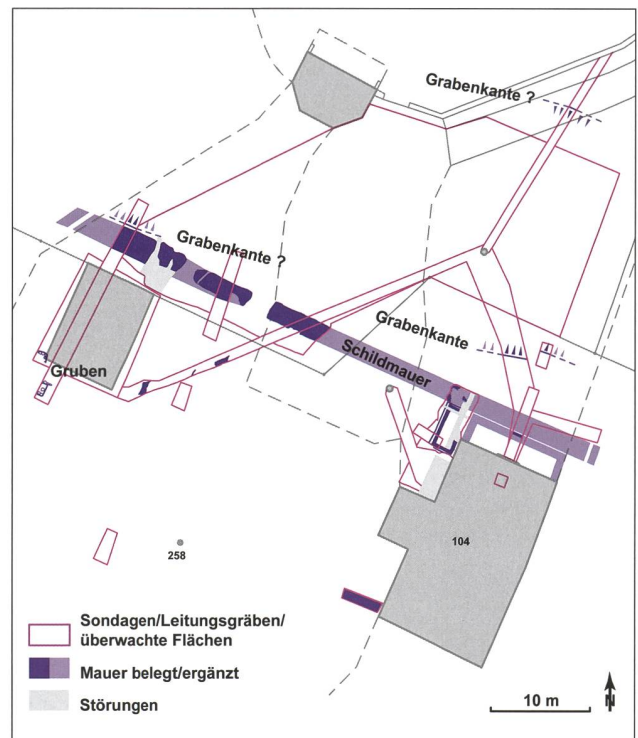 Grabenkante ?
Grabenkante ?
Grabenkante
Schildmauer
Gruben
104
258
Sondagen/Leitungsgräben/
überwachte Flächen
Mauer belegt/ergänzt
Störungen
10 m
N